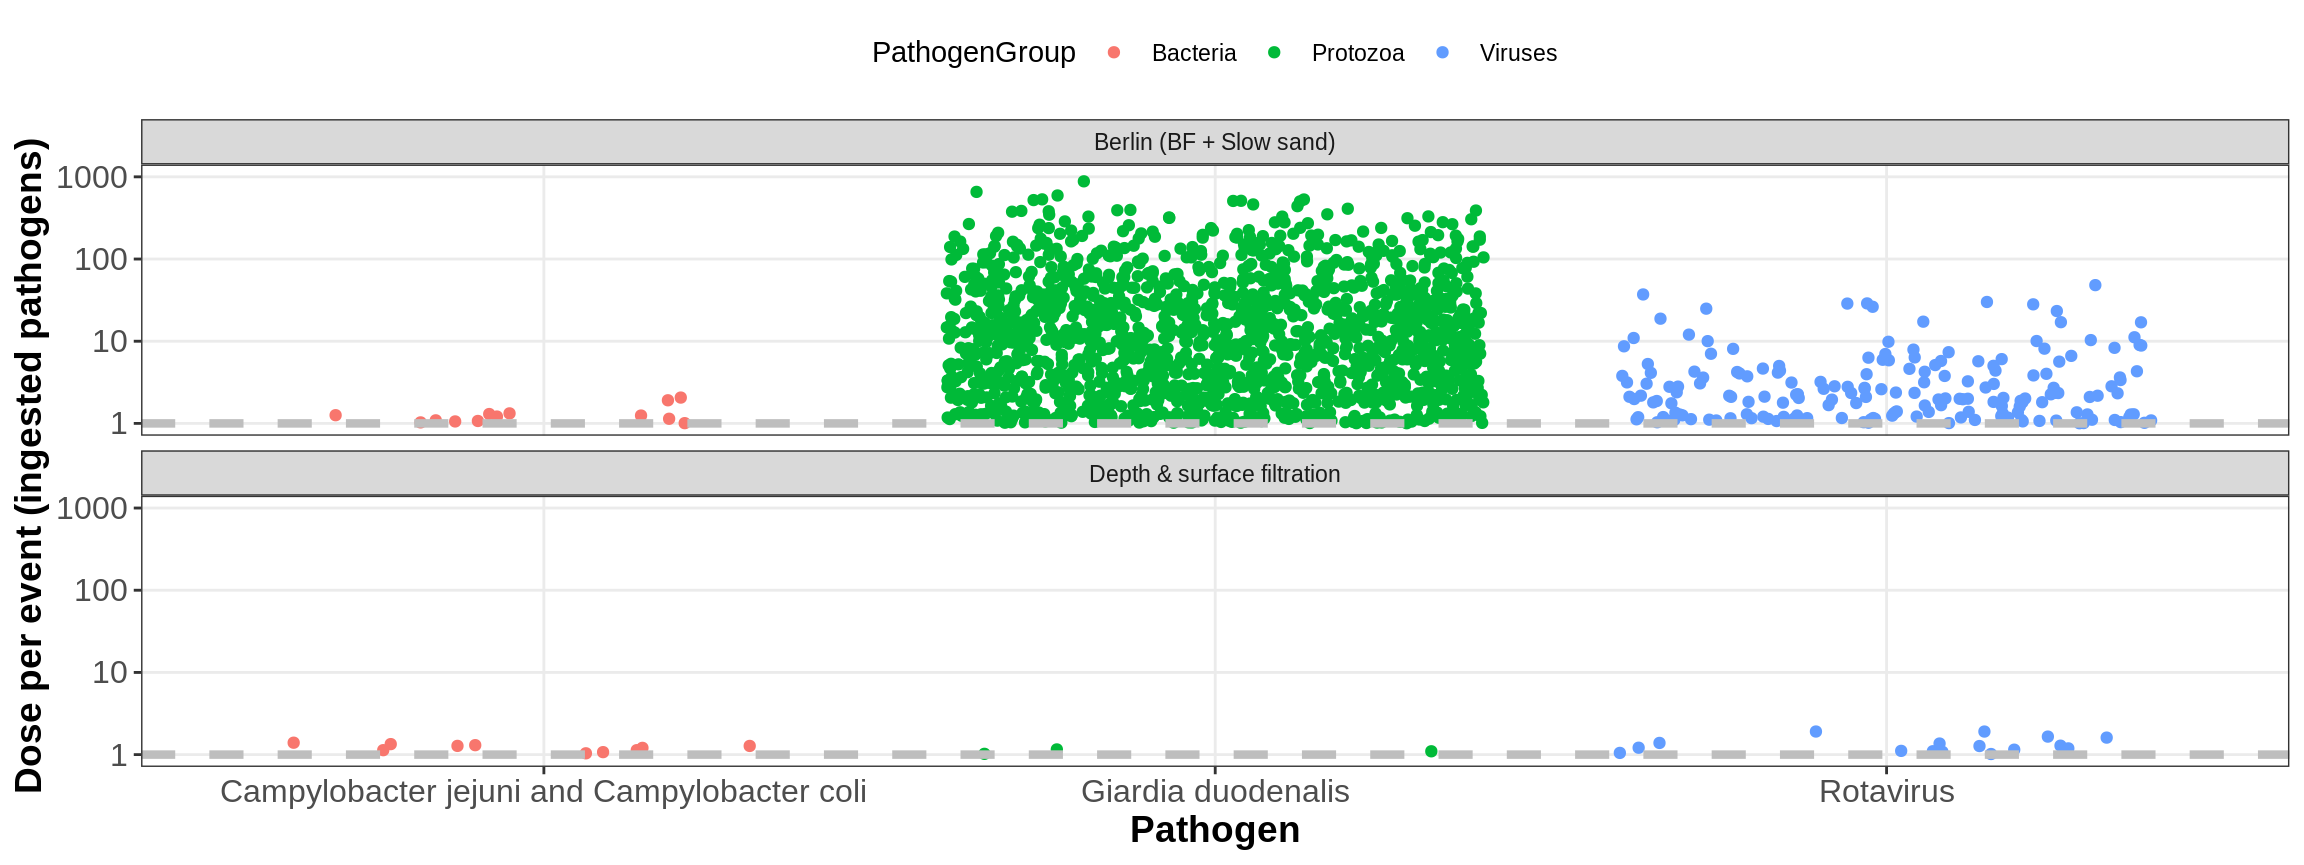 PathogenGroup Bacteria Protozoa Viruses
Dose per event (ingested pathogens)
Berlin (BF + Slow sand)
1000
100
10
1
Depth & surface filtration
1000
100
10
1
Campylobacter jejuni and Campylobacter coli Giardia duodenalis Rotavirus
Pathogen